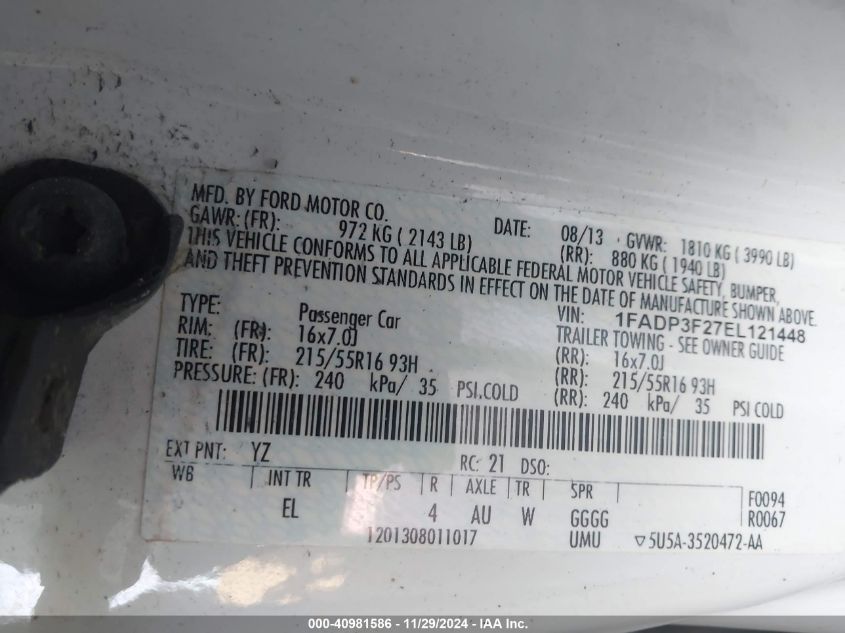 MFD. BY FORD MOTOR CO.
DATE: 08/13 GVWR: 1810 KG ( 3990 LB)
GAWR: (FR): 972 KG ( 2143 LB) (RR): 880 KG ( 1940 LB)
THIS VEHICLE CONFORMS TO ALL APPLICABLE FEDERAL MOTOR VEHICLE SAFETY, BUMPER,
AND THEFT PREVENTION STANDARDS IN EFFECT ON THE DATE OF MANUFACTURE SHOWN ABOVE.
VIN: 1FADP3F27EL121448
TYPE: Passenger Car TRAILER TOWING - SEE OWNER GUIDE
RIM: (FR): 16x7.0J (RR): 16x7.0J
TIRE: (FR): 215/55R16 93H (RR): 215/55R16 93H
PRESSURE: (FR): 240 kPa/ 35 PSI.COLD (RR): 240 kPa/ 35 PSI COLD
EXT PNT: YZ RC: 21 DSO:
WB INT TR TP/PS R AXLE TR SPR F0094
EL 4 AU W GGGG R0067
1201308011017 UMU ▽5U5A-3520472-AA
000-40981586 - 11/29/2024 - IAA Inc.